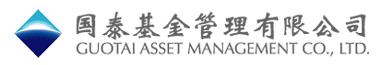 国泰基金管理有限公司
GUOTAI ASSET MANAGEMENT CO., LTD.